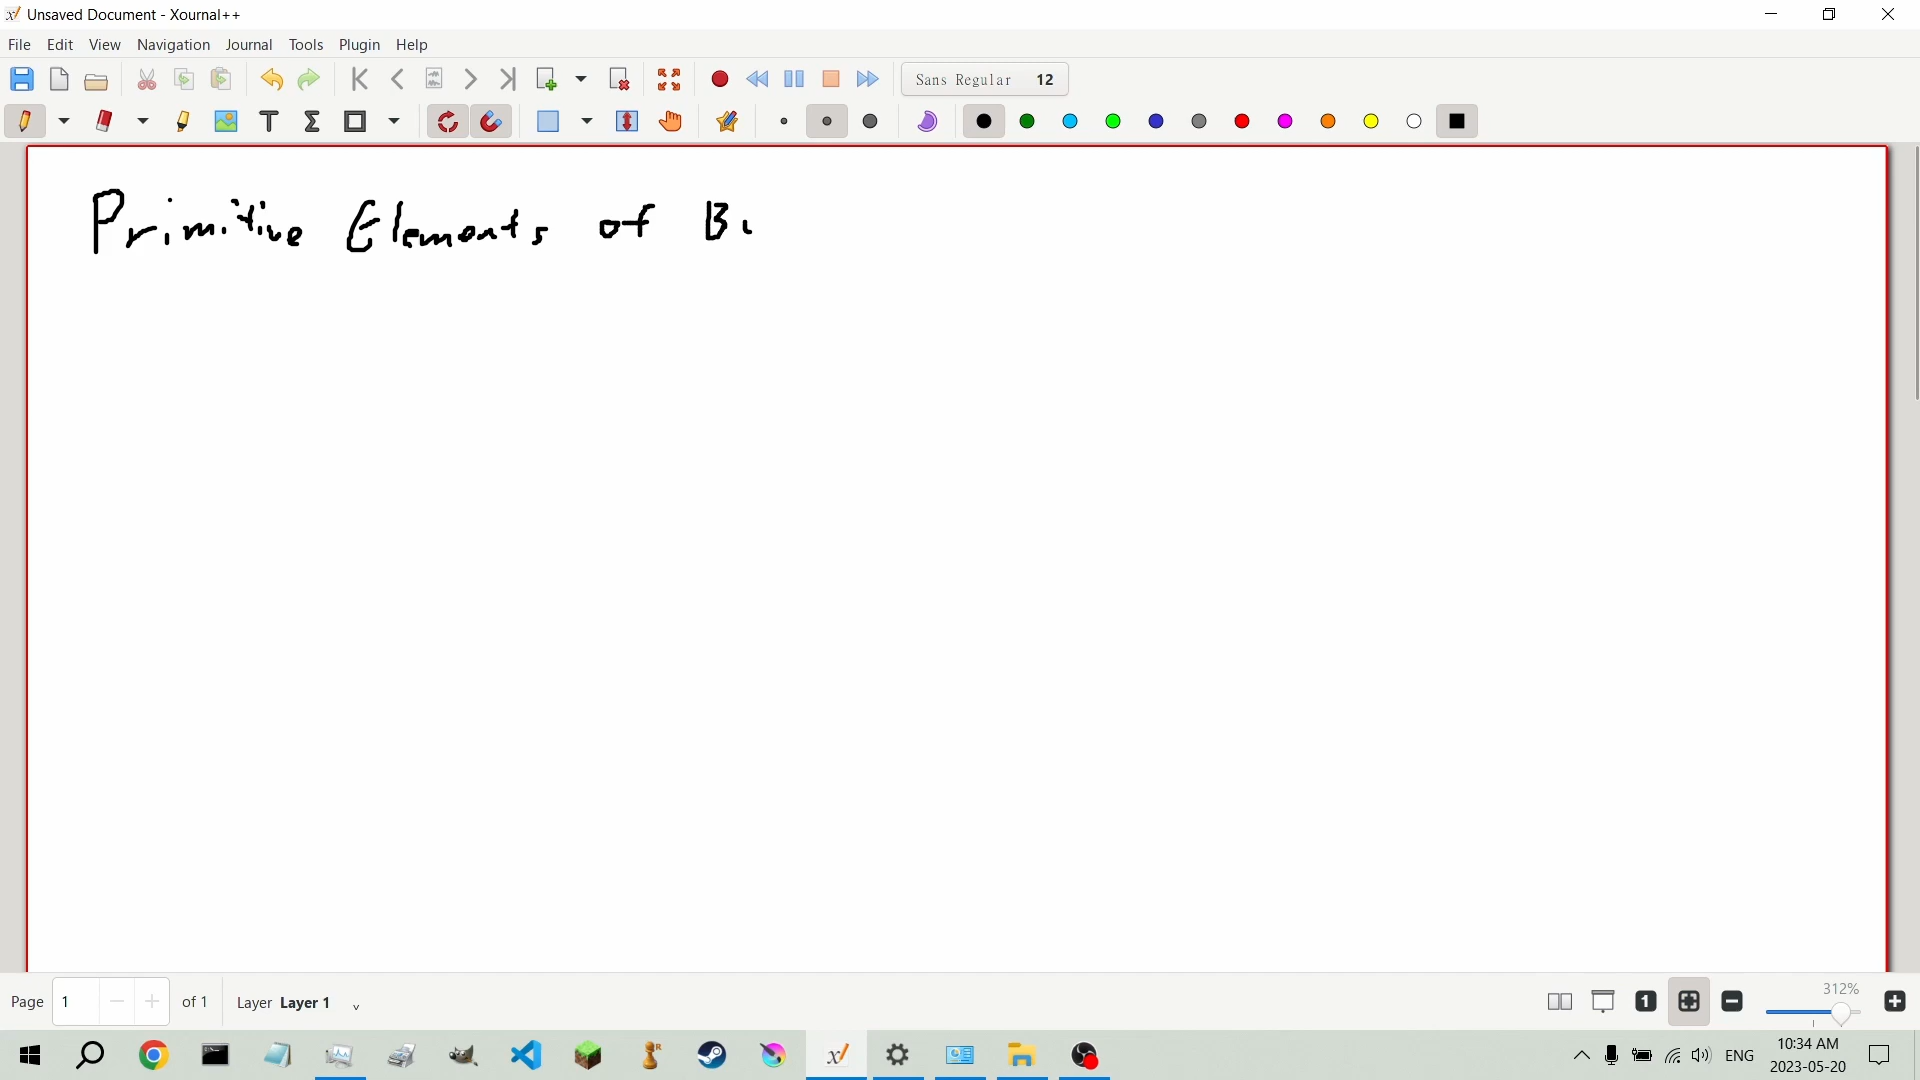 Unsaved Document - Xournal++
File Edit View Navigation Journal Tools Plugin Help
Sans Regular 12
Primitive Elements of Bi
Page 1 of 1 Layer Layer 1 312%
ENG 10:34 AM
2023-05-20